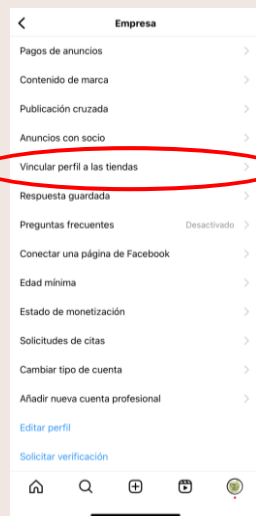 Empresa
Pagos de anuncios
Contenido de marca
Publicación cruzada
Anuncios con socio
Vincular perfil a las tiendas
Respuesta guardada
Preguntas frecuentes Desactivado
Conectar una página de Facebook
Edad mínima
Estado de monetización
Solicitudes de citas
Cambiar tipo de cuenta
Añadir nueva cuenta profesional
Editar perfil
Solicitar verificación